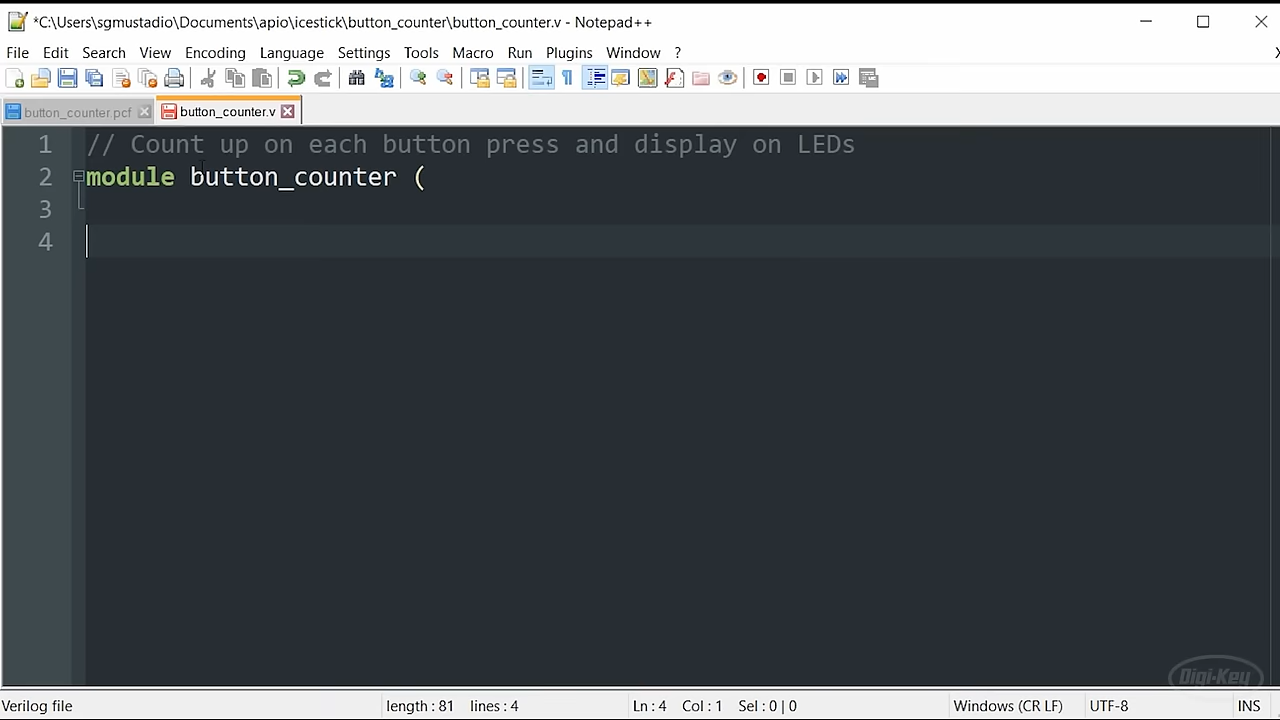 *C:\Users\sgmustadio\Documents\apio\icestick\button_counter\button_counter.v - Notepad++
File Edit Search View Encoding Language Settings Tools Macro Run Plugins Window ?
button_counter.pcf button_counter.v
1 // Count up on each button press and display on LEDs
2 module button_counter (
3
4
Digi-Key
Verilog file length : 81 lines : 4 Ln : 4 Col : 1 Sel : 0 | 0 Windows (CR LF) UTF-8 INS